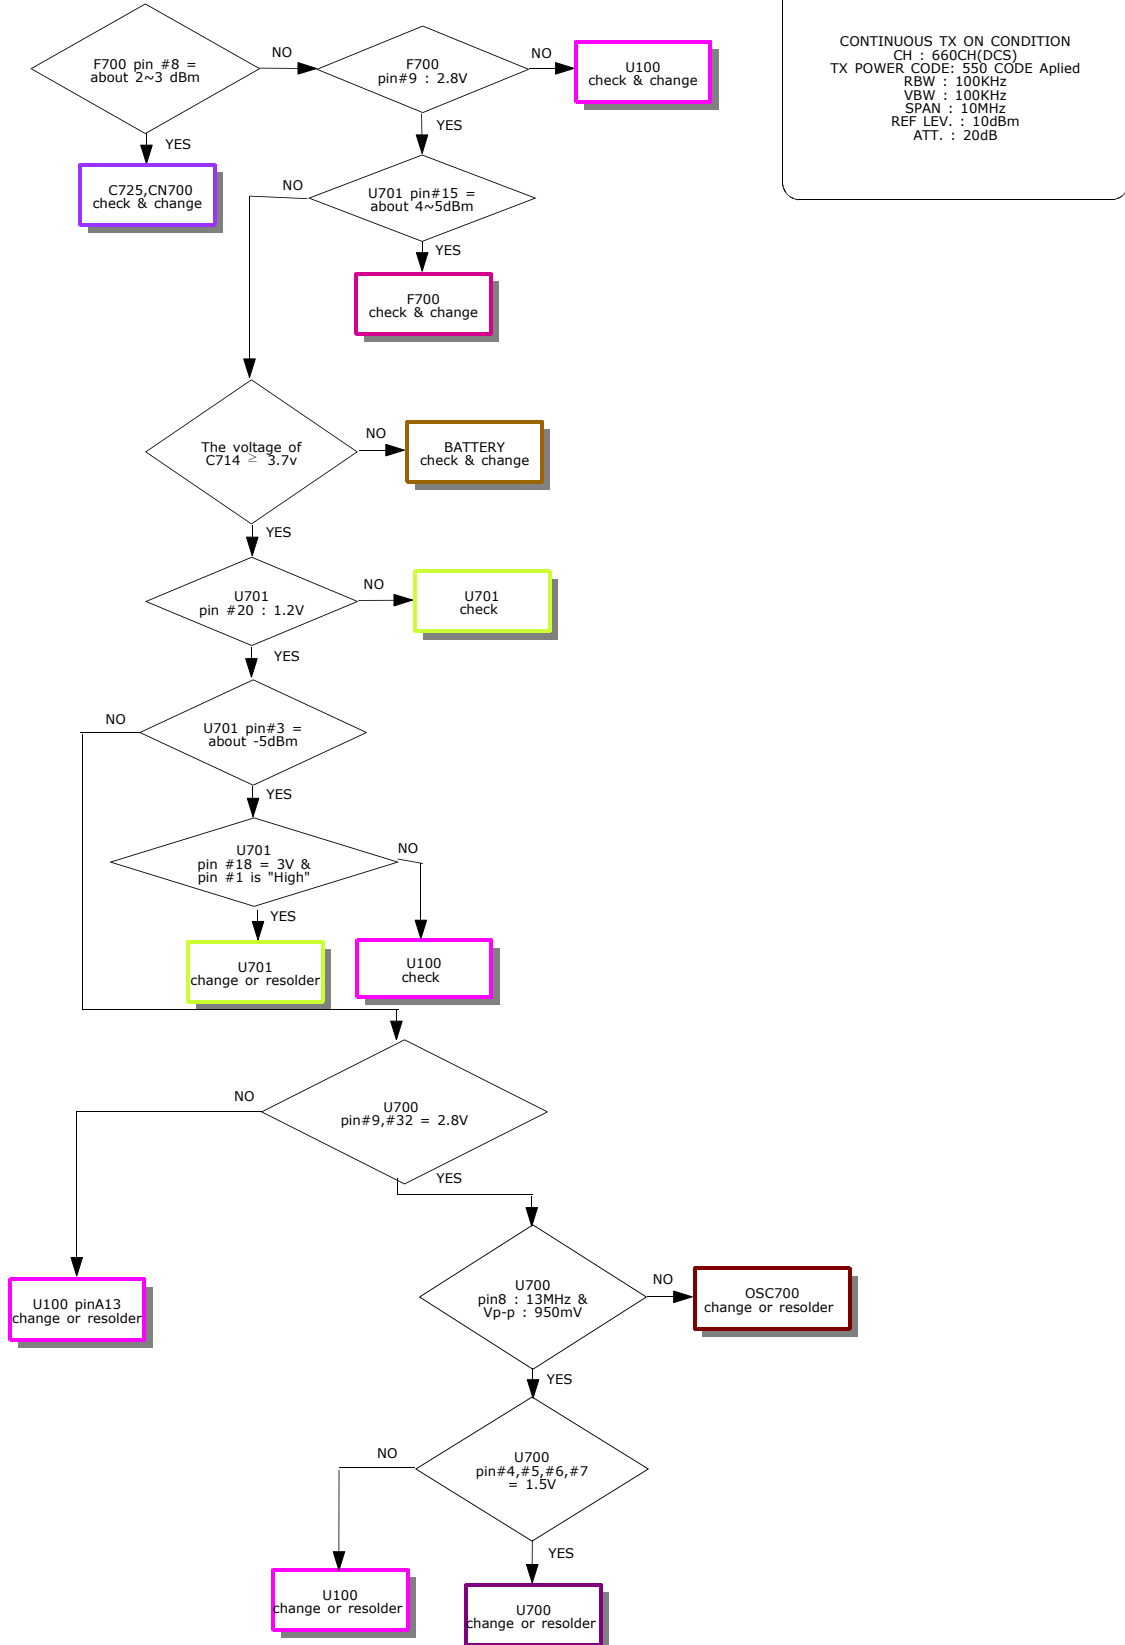 F700 pin #8 =
about 2~3 dBm
NO
F700
pin#9 : 2.8V
NO
U100
check & change
CONTINUOUS TX ON CONDITION
CH : 660CH(DCS)
TX POWER CODE: 550 CODE Aplied
RBW : 100KHz
VBW : 100KHz
SPAN : 10MHz
REF LEV. : 10dBm
ATT. : 20dB
YES
C725,CN700
check & change
YES
NO
U701 pin#15 =
about 4~5dBm
YES
F700
check & change
The voltage of
C714 ≥ 3.7v
NO
BATTERY
check & change
YES
U701
pin #20 : 1.2V
NO
U701
check
YES
NO
U701 pin#3 =
about -5dBm
YES
U701
pin #18 = 3V &
pin #1 is "High"
NO
YES
U701
change or resolder
U100
check
NO
U700
pin#9,#32 = 2.8V
YES
U100 pinA13
change or resolder
U700
pin8 : 13MHz &
Vp-p : 950mV
NO
OSC700
change or resolder
YES
NO
U700
pin#4,#5,#6,#7
= 1.5V
YES
U100
change or resolder
U700
change or resolder